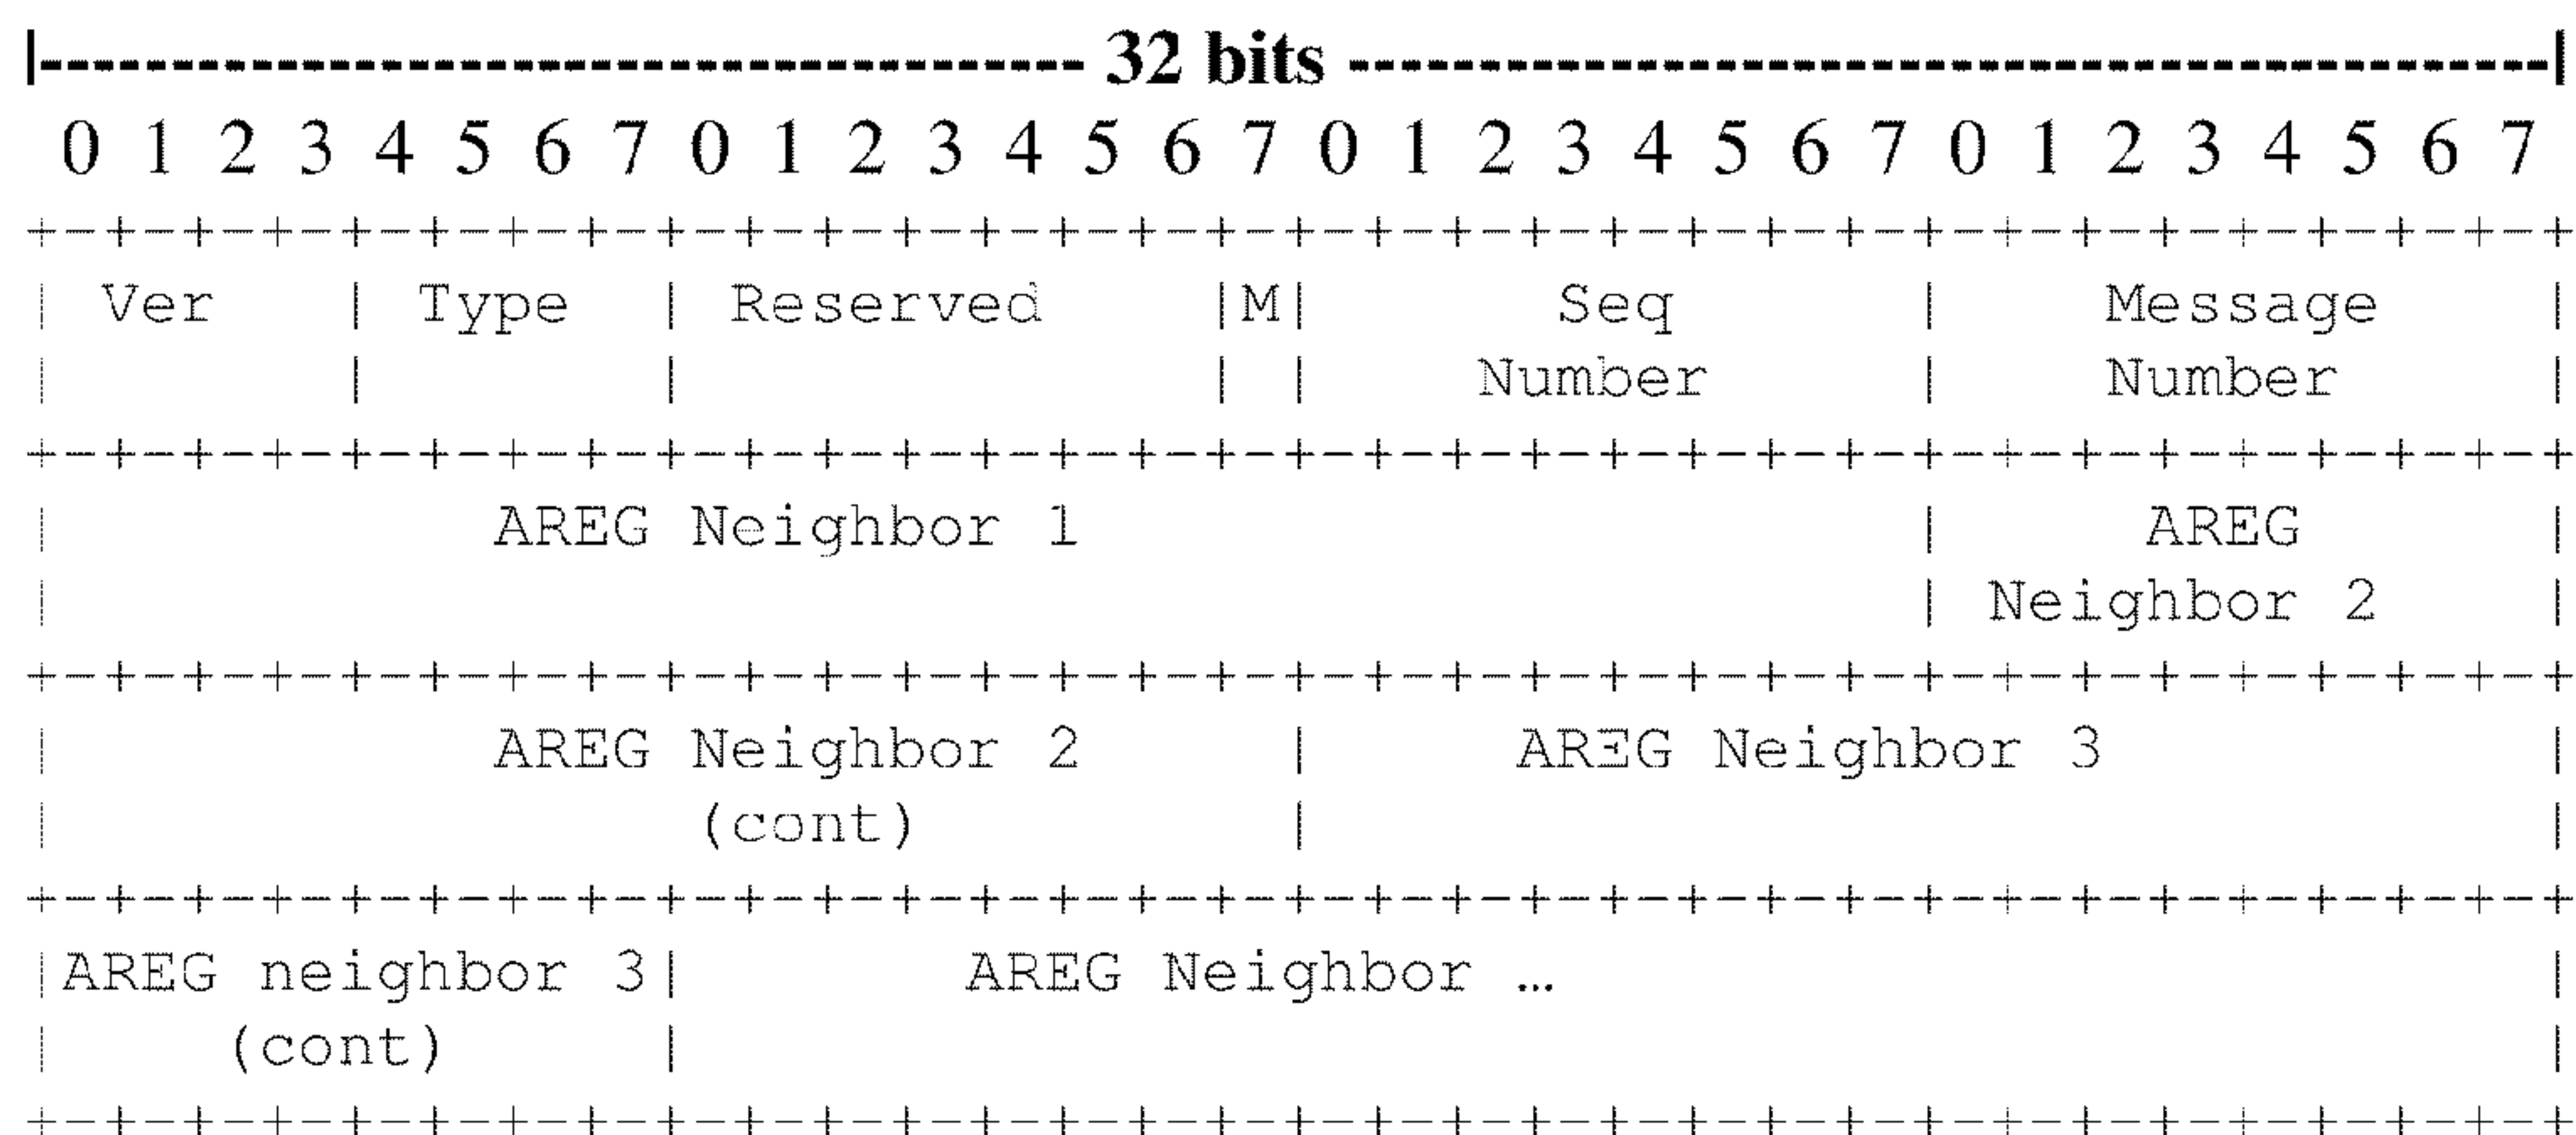 |--------------------------------------- 32 bits ---------------------------------------------|
0 1 2 3 4 5 6 7 0 1 2 3 4 5 6 7 0 1 2 3 4 5 6 7 0 1 2 3 4 5 6 7
+-+-+-+-+-+-+-+-+-+-+-+-+-+-+-+-+-+-+-+-+-+-+-+-+-+-+-+-+-+-+-+-+
| Ver | Type | Reserved |M| Seq | Message |
| | | | | Number | Number |
+-+-+-+-+-+-+-+-+-+-+-+-+-+-+-+-+-+-+-+-+-+-+-+-+-+-+-+-+-+-+-+-+
| AREG Neighbor 1 | AREG |
| | Neighbor 2 |
+-+-+-+-+-+-+-+-+-+-+-+-+-+-+-+-+-+-+-+-+-+-+-+-+-+-+-+-+-+-+-+-+
| AREG Neighbor 2 | AREG Neighbor 3 |
| (cont) | |
+-+-+-+-+-+-+-+-+-+-+-+-+-+-+-+-+-+-+-+-+-+-+-+-+-+-+-+-+-+-+-+-+
|AREG neighbor 3| AREG Neighbor … |
| (cont) | |
+-+-+-+-+-+-+-+-+-+-+-+-+-+-+-+-+-+-+-+-+-+-+-+-+-+-+-+-+-+-+-+-+